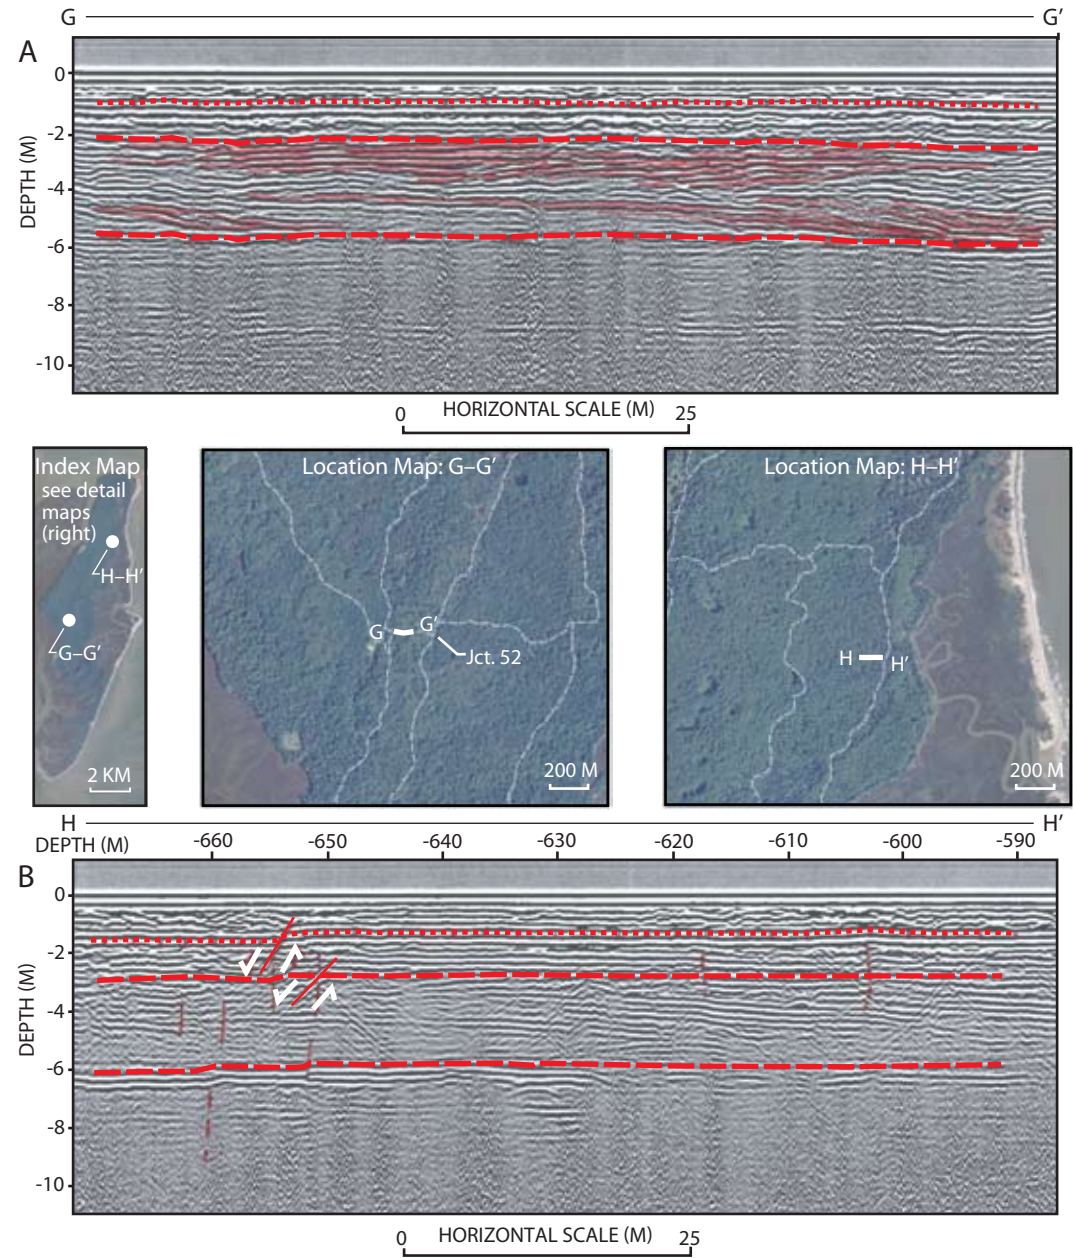 G G′
A
0
-2
-4
-6
-8
-10
DEPTH (M)
0 HORIZONTAL SCALE (M) 25
Index Map
see detail
maps
(right)
H–H′
G–G′
2 KM
Location Map: G–G′
G G′
Jct. 52
200 M
Location Map: H–H′
H H′
200 M
H H′
DEPTH (M) -660 -650 -640 -630 -620 -610 -600 -590
B
0
-2
-4
-6
-8
-10
DEPTH (M)
0 HORIZONTAL SCALE (M) 25